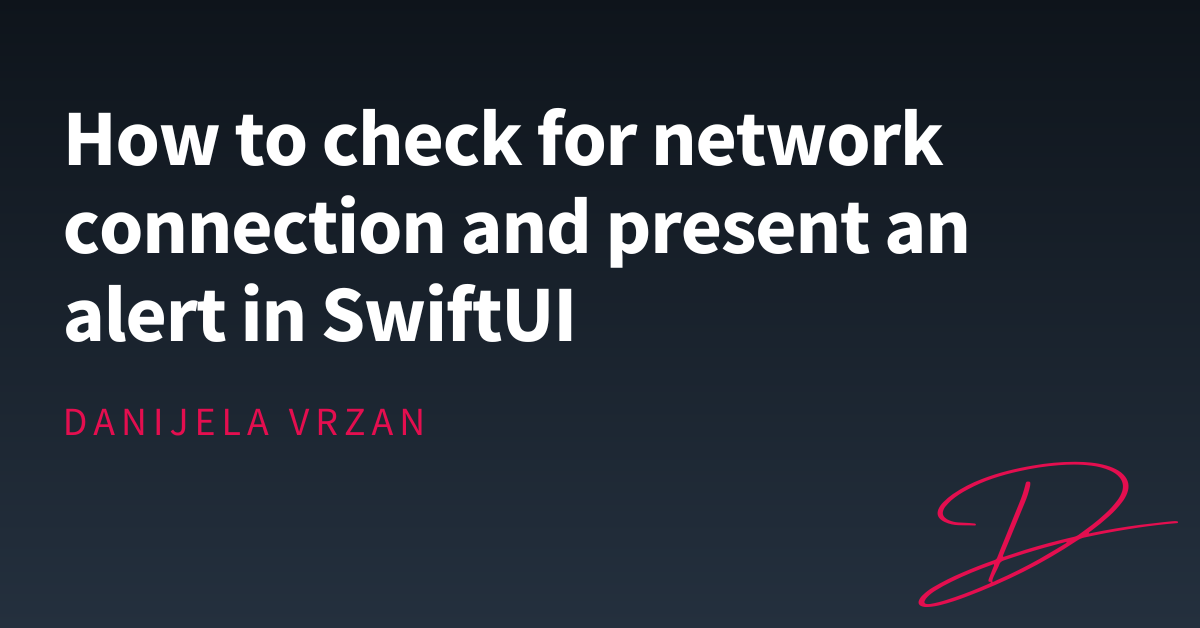 How to check for network
connection and present an
alert in SwiftUI
DANIJELA VRZAN
D